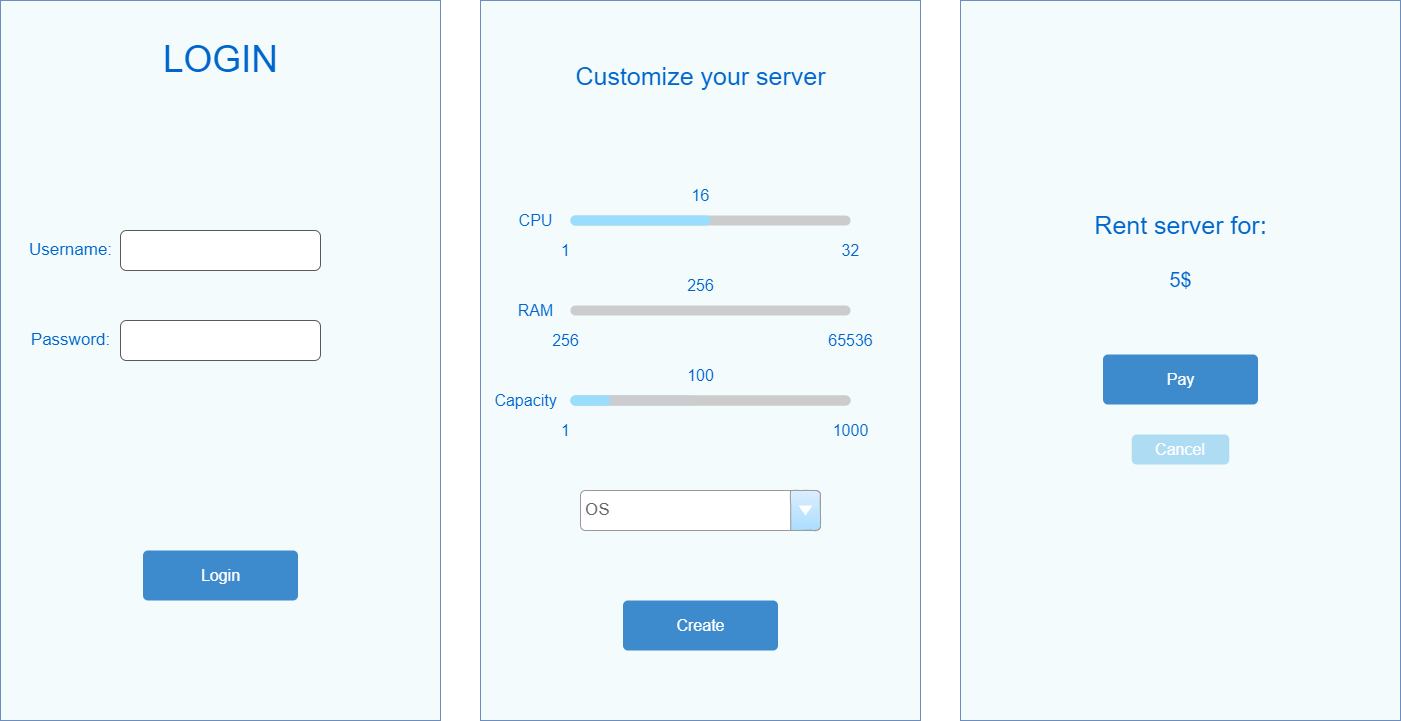 LOGIN
Username:
Password:
Login
Customize your server
16
CPU
1 32
256
RAM
256 65536
100
Capacity
1 1000
OS
Create
Rent server for:
5$
Pay
Cancel